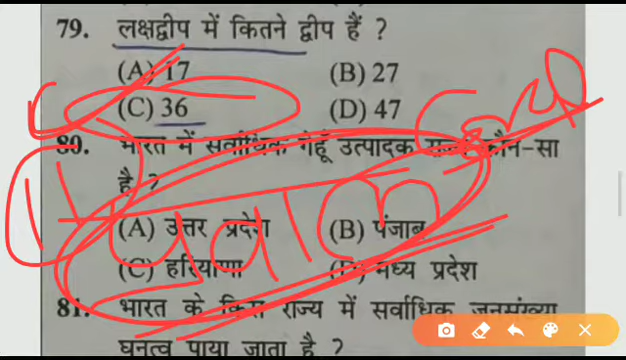 79. लक्षद्वीप में कितने द्वीप हैं ?
(A) 17 (B) 27
(C) 36 (D) 47
80. भारत में सर्वाधिक गेहूँ उत्पादक राज्य कौन-सा
है ?
(A) उत्तर प्रदेश (B) पंजाब
(C) हरियाणा (D) मध्य प्रदेश
81. भारत के किस राज्य में सर्वाधिक जनसंख्या
घनत्व पाया जाता है ?